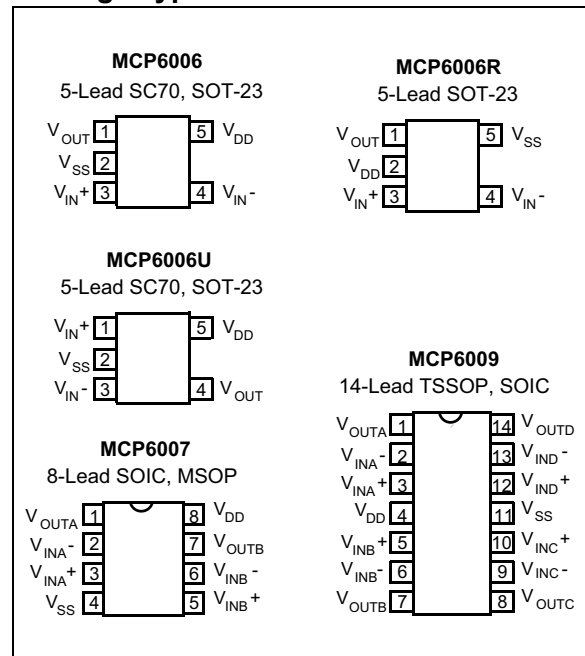 MCP6006
5-Lead SC70, SOT-23
VOUT 1 5 VDD
VSS 2
VIN+ 3 4 VIN-
MCP6006R
5-Lead SOT-23
VOUT 1 5 VSS
VDD 2
VIN+ 3 4 VIN-
MCP6006U
5-Lead SC70, SOT-23
VIN+ 1 5 VDD
VSS 2
VIN- 3 4 VOUT
MCP6007
8-Lead SOIC, MSOP
VOUTA 1 8 VDD
VINA- 2 7 VOUTB
VINA+ 3 6 VINB-
VSS 4 5 VINB+
MCP6009
14-Lead TSSOP, SOIC
VOUTA 1 14 VOUTD
VINA- 2 13 VIND-
VINA+ 3 12 VIND+
VDD 4 11 VSS
VINB+ 5 10 VINC+
VINB- 6 9 VINC-
VOUTB 7 8 VOUTC